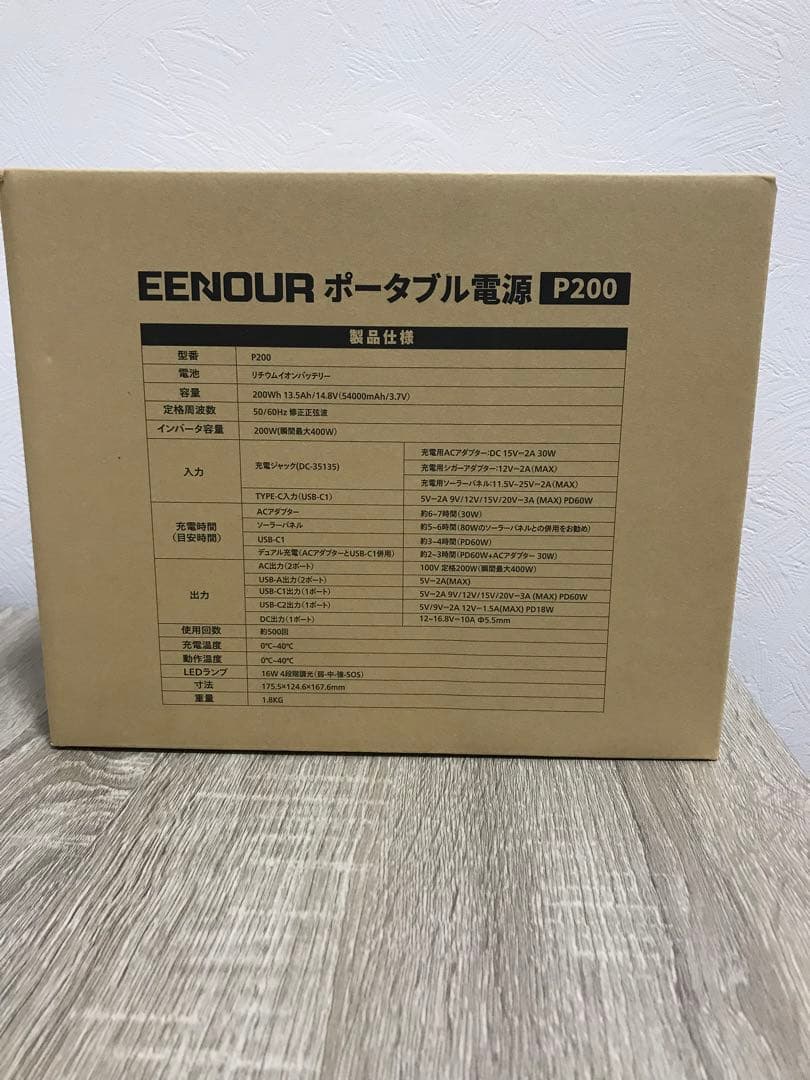 EENOUR ポータブル電源 P200
製品仕様
型番 P200
電池 リチウムイオンバッテリー
容量 200Wh 13.5Ah/14.8V(54000mAh/3.7V)
定格周波数 50/60Hz 修正正弦波
インバータ容量 200W(瞬間最大400W)
入力 充電ジャック(DC-35135) 充電用ACアダプター:DC 15V⎓2A 30W
充電用シガーアダプター:12V⎓2A(MAX)
充電用ソーラーパネル:11.5V~25V⎓2A(MAX)
TYPE-C入力(USB-C1) 5V⎓2A 9V/12V/15V/20V⎓3A (MAX) PD60W
充電時間(目安時間) ACアダプター 約6~7時間(30W)
ソーラーパネル 約5~6時間(80Wのソーラーパネルとの併用をお勧め)
USB-C1 約3~4時間(PD60W)
デュアル充電(ACアダプターとUSB-C1併用) 約2~3時間(PD60W+ACアダプター 30W)
出力 AC出力(2ポート) 100V 定格200W(瞬間最大400W)
USB-A出力(2ポート) 5V⎓2A(MAX)
USB-C1出力(1ポート) 5V⎓2A 9V/12V/15V/20V⎓3A (MAX) PD60W
USB-C2出力(1ポート) 5V/9V⎓2A 12V⎓1.5A(MAX) PD18W
DC出力(1ポート) 12~16.8V⎓10A Φ5.5mm
使用回数 約500回
充電温度 0℃~40℃
動作温度 0℃~40℃
LEDランプ 16W 4段階調光(弱-中-強-SOS)
寸法 175.5×124.6×167.6mm
重量 1.8KG